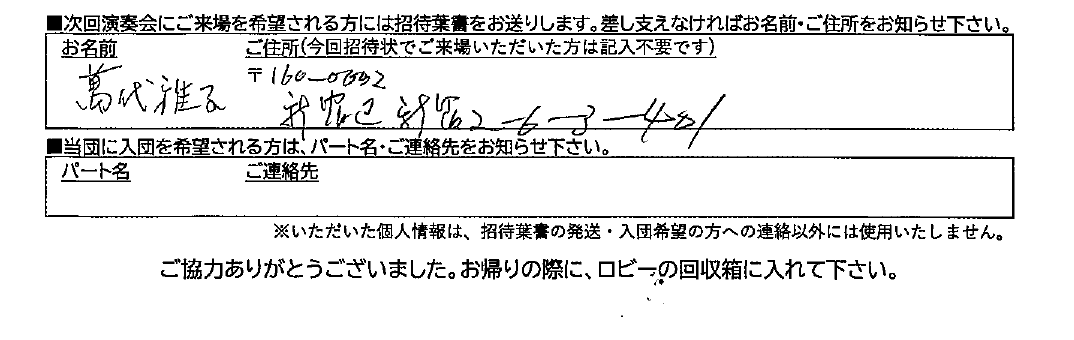 ■次回演奏会にご来場を希望される方には招待葉書をお送りします。差し支えなければお名前・ご住所をお知らせ下さい。
お名前 ご住所(今回招待状でご来場いただいた方は記入不要です)
〒160-0022
萬代雅子 新宿区新宿2-6-3-401
■当団に入団を希望される方は、パート名・ご連絡先をお知らせ下さい。
パート名 ご連絡先
※いただいた個人情報は、招待葉書の発送・入団希望の方への連絡以外には使用いたしません。
ご協力ありがとうございました。お帰りの際に、ロビーの回収箱に入れて下さい。